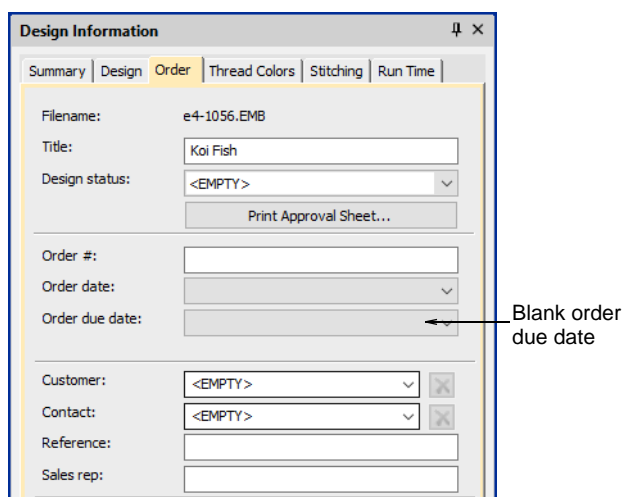 Design Information
Summary Design Order Thread Colors Stitching Run Time
Filename: e4-1056.EMB
Title: Koi Fish
Design status: <EMPTY>
Print Approval Sheet...
Order #:
Order date:
Order due date:
Blank order
due date
Customer: <EMPTY>
Contact: <EMPTY>
Reference:
Sales rep: